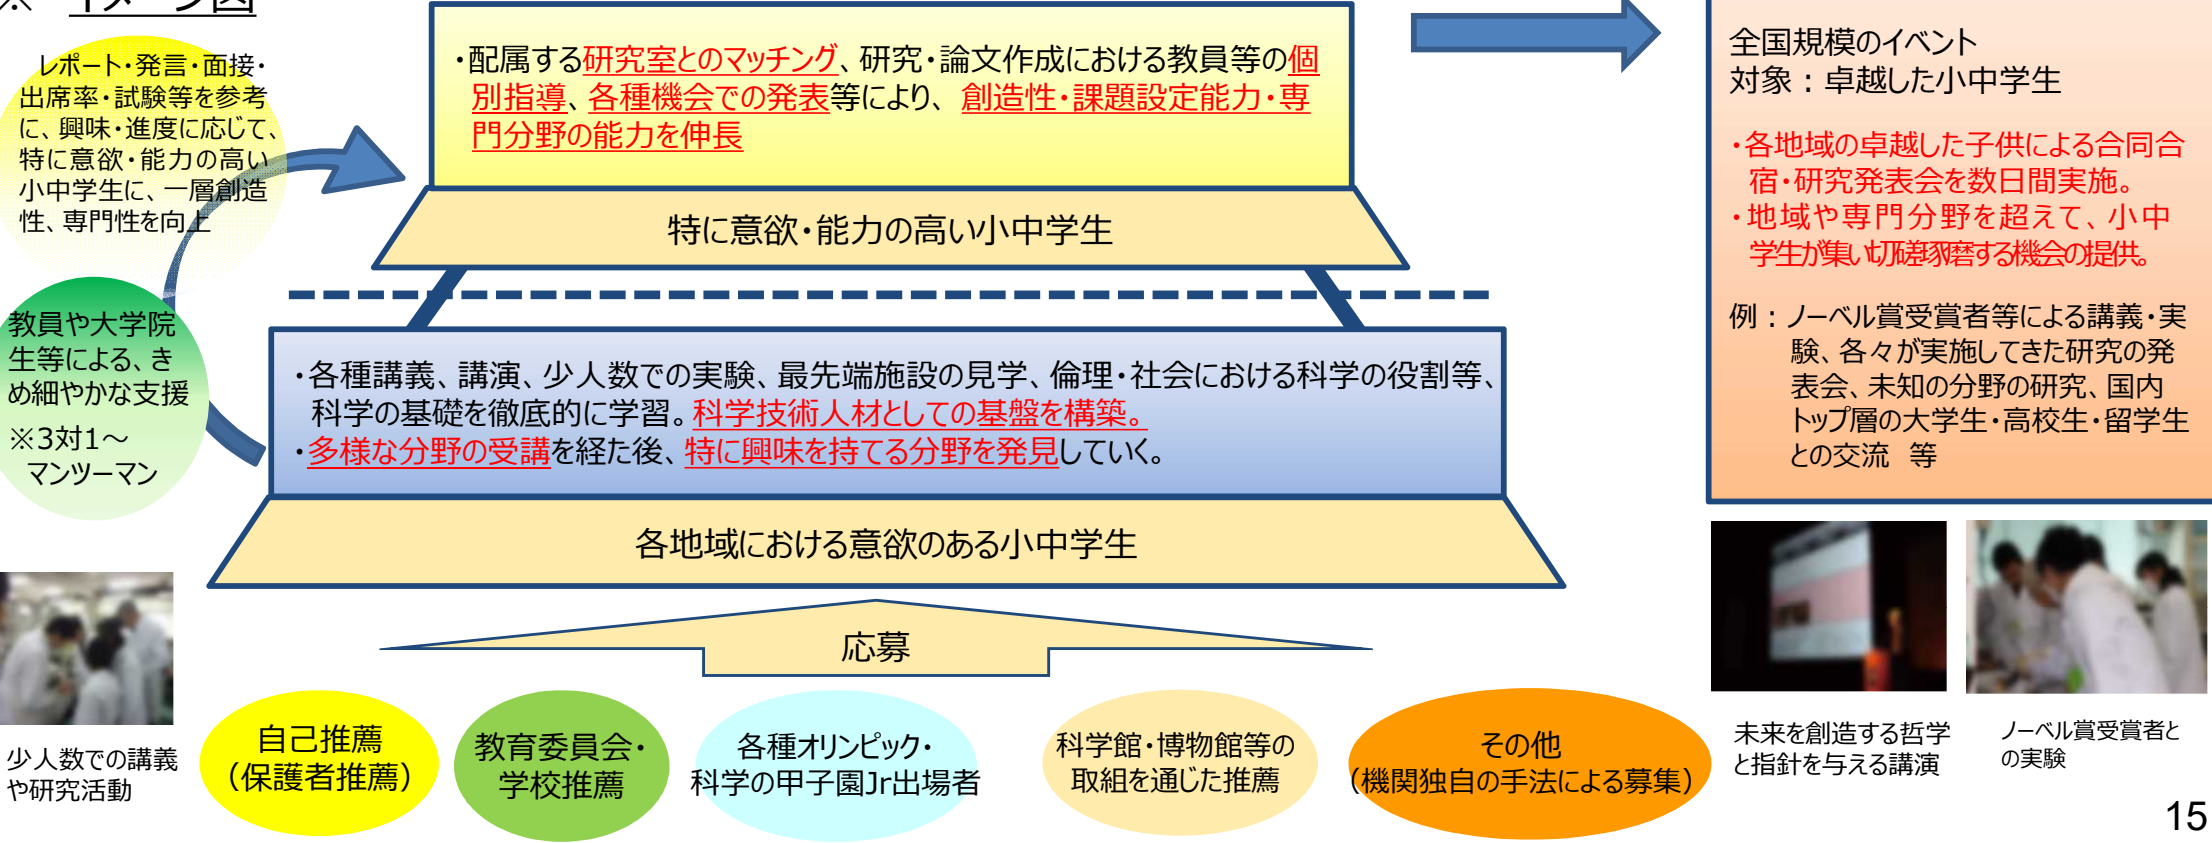 ※　イメージ図
レポート・発言・面接・
出席率・試験等を参考
に、興味・進度に応じて、
特に意欲・能力の高い
小中学生に、一層創造
性、専門性を向上
教員や大学院
生等による、き
め細やかな支援
※3対1～
マンツーマン
・配属する研究室とのマッチング、研究・論文作成における教員等の個
別指導、各種機会での発表等により、 創造性・課題設定能力・専
門分野の能力を伸長
特に意欲・能力の高い小中学生
・各種講義、講演、少人数での実験、最先端施設の見学、倫理・社会における科学の役割等、
科学の基礎を徹底的に学習。科学技術人材としての基盤を構築。
・多様な分野の受講を経た後、特に興味を持てる分野を発見していく。
各地域における意欲のある小中学生
応募
自己推薦
（保護者推薦）
教育委員会・
学校推薦
各種オリンピック・
科学の甲子園Jr出場者
科学館・博物館等の
取組を通じた推薦
その他
（機関独自の手法による募集）
全国規模のイベント
対象：卓越した小中学生
・各地域の卓越した子供による合同合
宿・研究発表会を数日間実施。
・地域や専門分野を超えて、小中
学生が集い切磋琢磨する機会の提供。
例：ノーベル賞受賞者等による講義・実
験、各々が実施してきた研究の発
表会、未知の分野の研究、国内
トップ層の大学生・高校生・留学生
との交流　等
少人数での講義
や研究活動
未来を創造する哲学
と指針を与える講演
ノーベル賞受賞者と
の実験
15